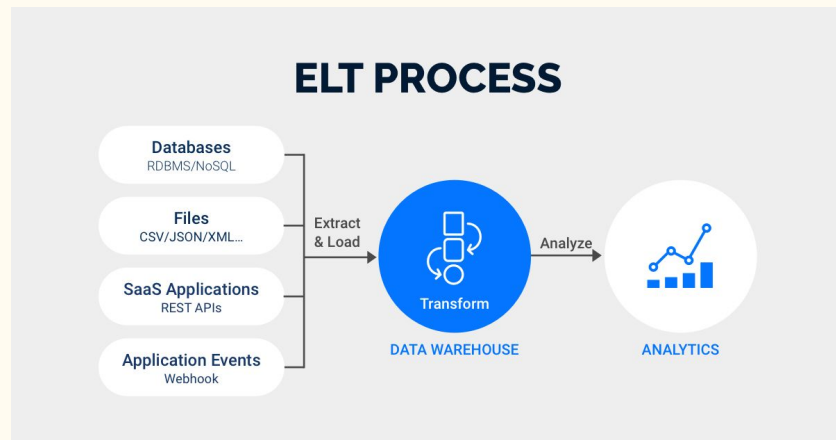 ELT PROCESS
Databases
RDBMS/NoSQL
Files
CSV/JSON/XML...
SaaS Applications
REST APIs
Application Events
Webhook
Extract
& Load
Transform
DATA WAREHOUSE
Analyze
ANALYTICS